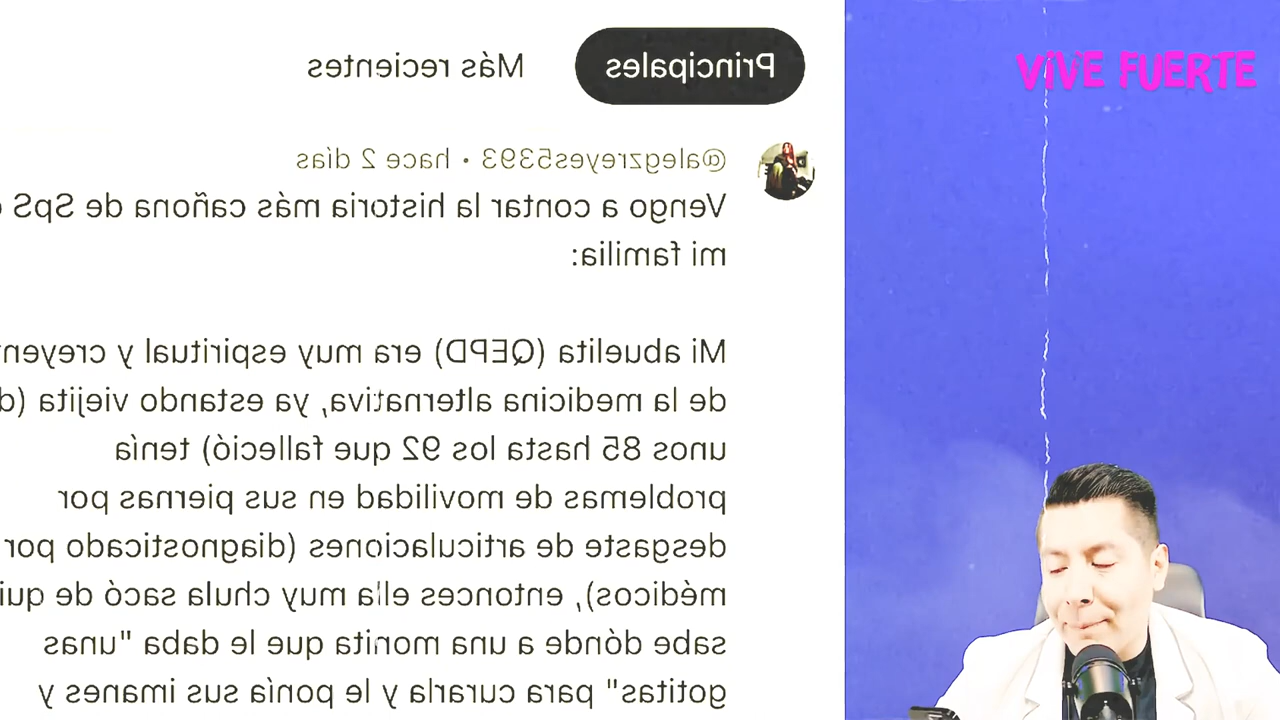 Principales
Más recientes
VIVE FUERTE
@alegzreyes5393 • hace 2 días
Vengo a contar la historia más cañona de SpS
mi familia:
Mi abuelita (QEPD) era muy espiritual y
de la medicina alternativa, ya estando viejita
unos 85 hasta los 92 que falleció) tenía
problemas de movilidad en sus piernas por
desgaste de articulaciones (diagnosticado por
médicos), entonces ella muy chula sacó de
sabe dónde a una monita que le daba "unas
gotitas" para curarla y le ponía sus imanes y